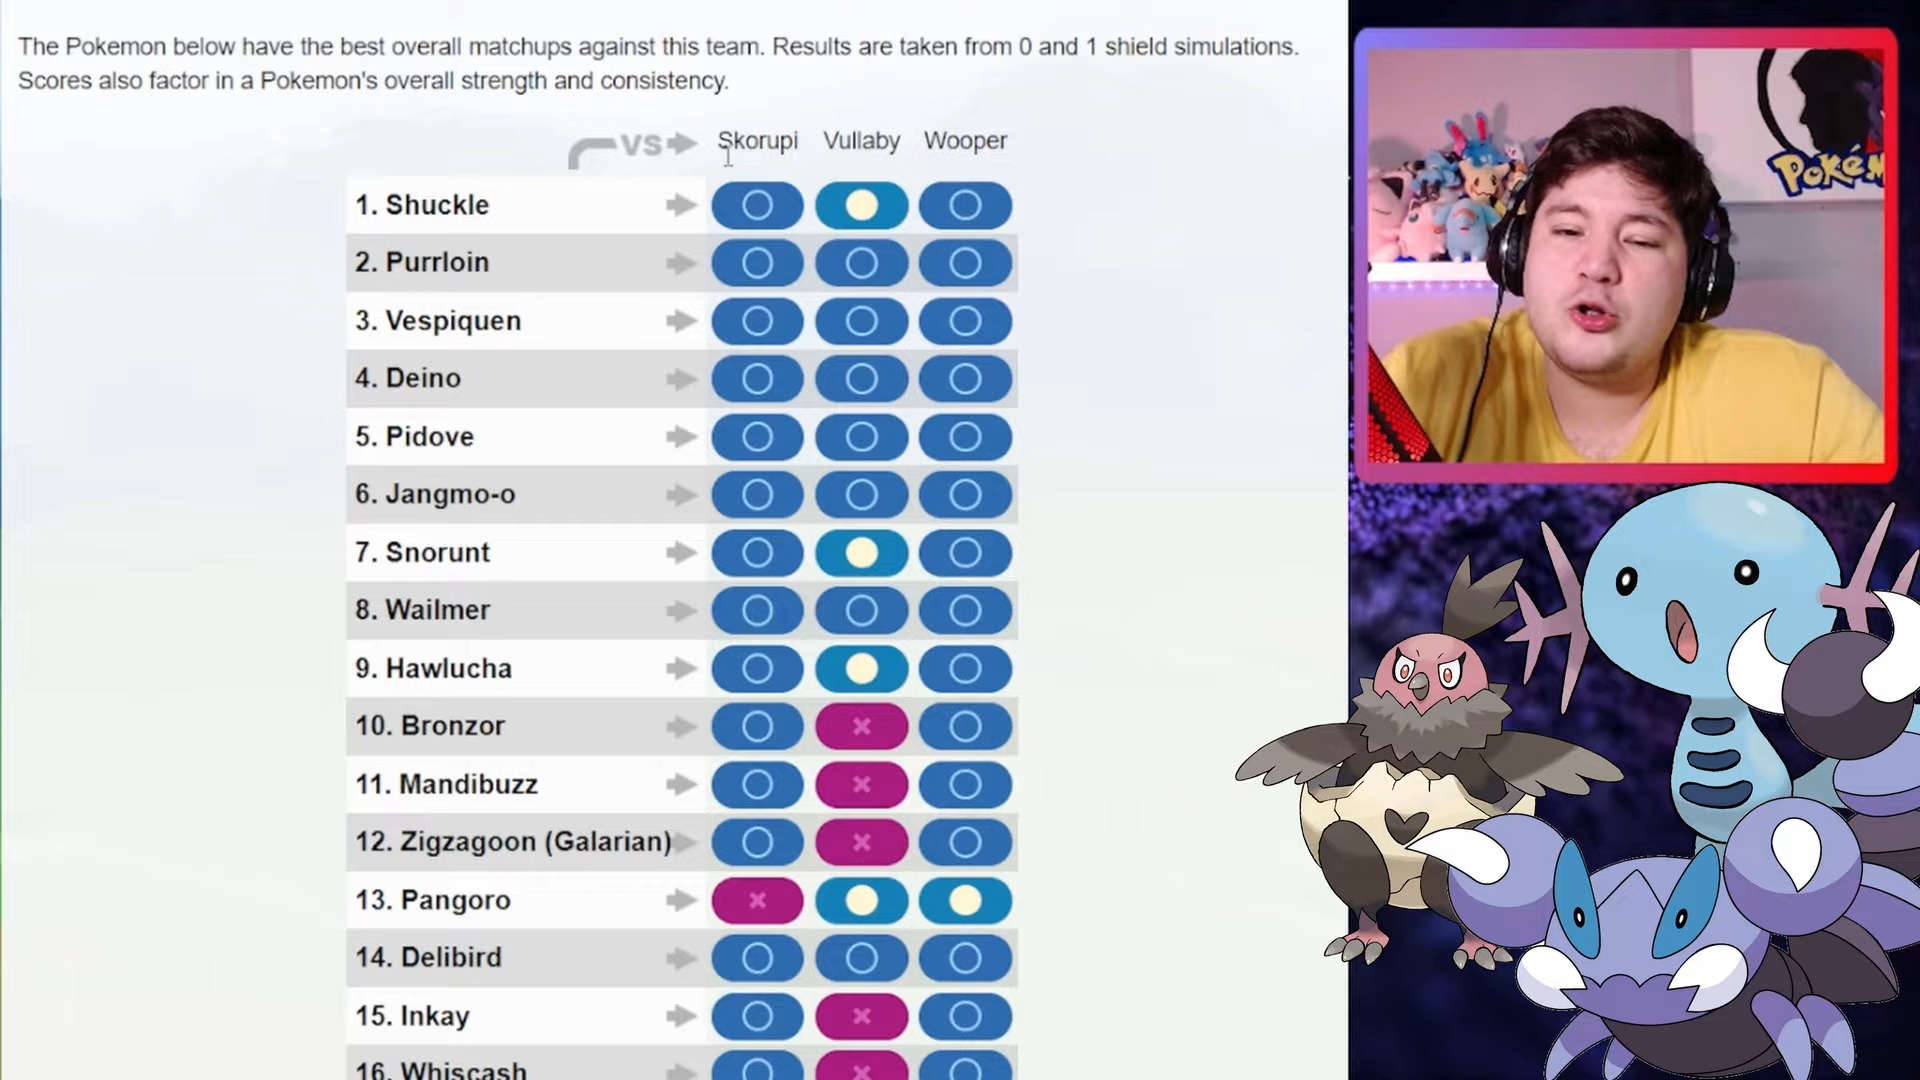 The Pokemon below have the best overall matchups against this team. Results are taken from 0 and 1 shield simulations.
Scores also factor in a Pokemon's overall strength and consistency.
VS Skorupi Vullaby Wooper
1. Shuckle
2. Purrloin
3. Vespiquen
4. Deino
5. Pidove
6. Jangmo-o
7. Snorunt
8. Wailmer
9. Hawlucha
10. Bronzor
11. Mandibuzz
12. Zigzagoon (Galarian)
13. Pangoro
14. Delibird
15. Inkay
16. Whiscash
Pokém